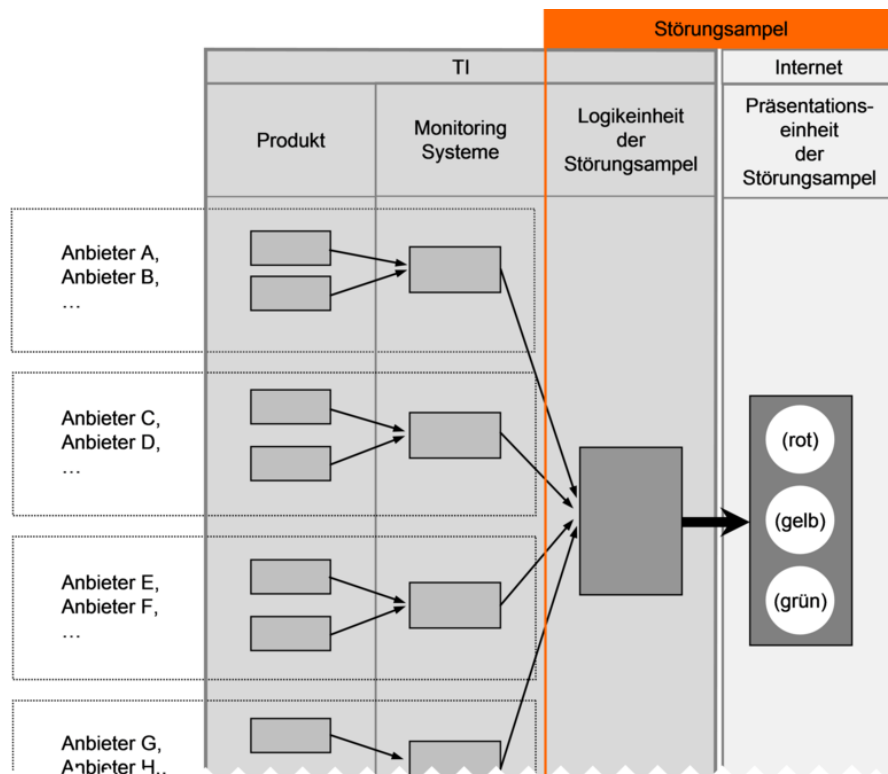 Störungsampel
TI
Internet
Produkt
Monitoring
Systeme
Logikeinheit
der
Störungsampel
Präsentations-
einheit
der
Störungsampel
Anbieter A,
Anbieter B,
…
Anbieter C,
Anbieter D,
…
Anbieter E,
Anbieter F,
…
Anbieter G,
Anbieter H,
(rot)
(gelb)
(grün)